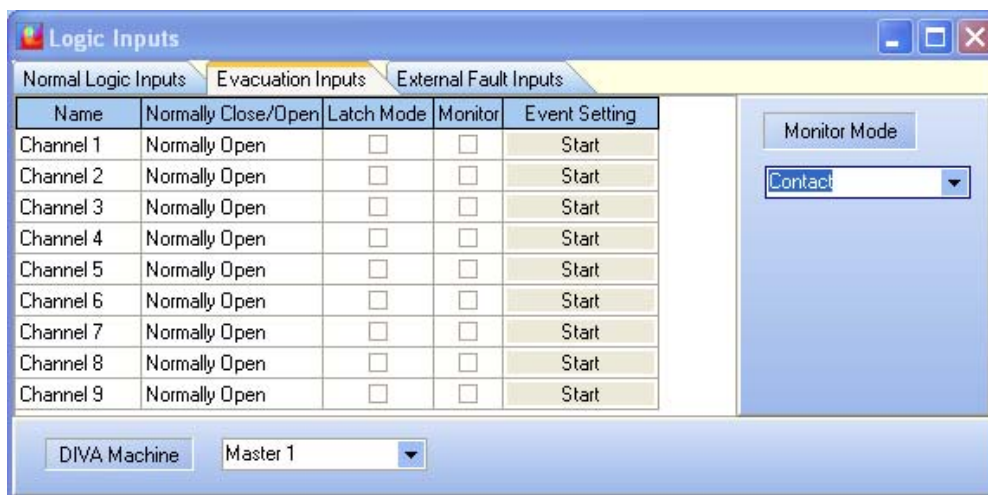 Logic Inputs
Normal Logic Inputs Evacuation Inputs External Fault Inputs
Name Normally Close/Open Latch Mode Monitor Event Setting
Channel 1 Normally Open Start
Channel 2 Normally Open Start
Channel 3 Normally Open Start
Channel 4 Normally Open Start
Channel 5 Normally Open Start
Channel 6 Normally Open Start
Channel 7 Normally Open Start
Channel 8 Normally Open Start
Channel 9 Normally Open Start
Monitor Mode
Contact
DIVA Machine Master 1